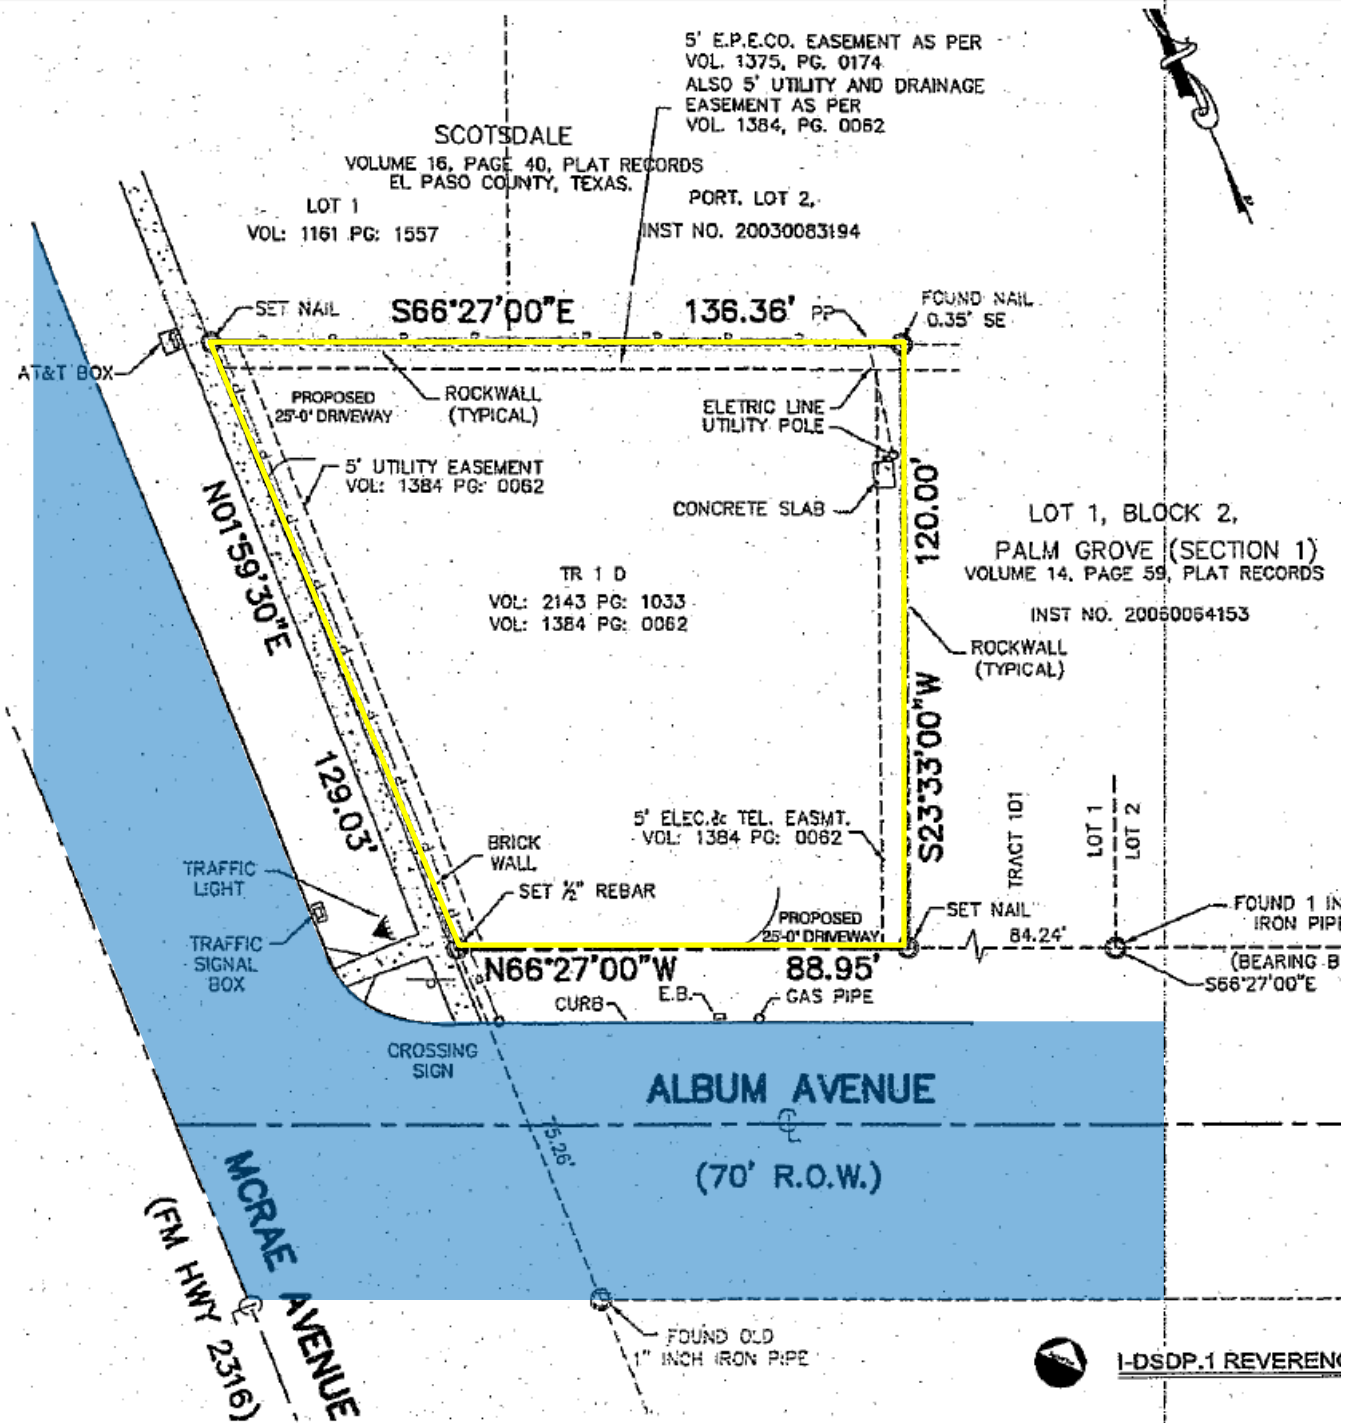 5' E.P.E.CO. EASEMENT AS PER
VOL. 1375, PG. 0174
ALSO 5' UTILITY AND DRAINAGE
EASEMENT AS PER
VOL. 1384, PG. 0062
SCOTSDALE
VOLUME 16, PAGE 40, PLAT RECORDS
EL PASO COUNTY, TEXAS.
LOT 1
VOL: 1161 PG: 1557
PORT. LOT 2,
INST NO. 20030083194
SET NAIL
S66°27'00"E
136.36'
PP
FOUND NAIL
0.35' SE
AT&T BOX
PROPOSED
25'-0" DRIVEWAY
ROCKWALL
(TYPICAL)
ELETRIC LINE
UTILITY POLE
5' UTILITY EASEMENT
VOL: 1384 PG: 0062
CONCRETE SLAB
N01°59'30"E
129.03'
120.00'
S23°33'00"W
LOT 1, BLOCK 2,
PALM GROVE (SECTION 1)
VOLUME 14, PAGE 59, PLAT RECORDS
INST NO. 20060064153
TR 1 D
VOL: 2143 PG: 1033
VOL: 1384 PG: 0062
ROCKWALL
(TYPICAL)
5' ELEC.& TEL. EASMT.
VOL: 1384 PG: 0062
TRACT 101
LOT 1
LOT 2
BRICK
WALL
SET ½" REBAR
TRAFFIC
LIGHT
TRAFFIC
SIGNAL
BOX
PROPOSED
25'-0" DRIVEWAY
SET NAIL
84.24'
FOUND 1 IN
IRON PIPE
(BEARING B
S66°27'00"E
N66°27'00"W
88.95'
CURB
E.B.
GAS PIPE
CROSSING
SIGN
ALBUM AVENUE
75.26'
(70' R.O.W.)
MCRAE AVENUE
(FM HWY 2316)
FOUND OLD
1" INCH IRON PIPE
I-DSDP.1 REVERENC